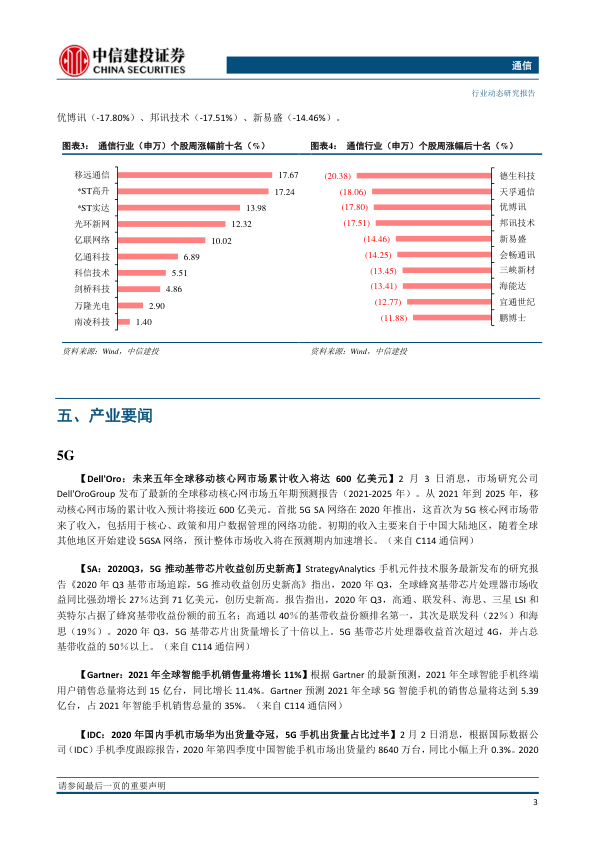 中信建投证券
CHINA SECURITIES
通信
行业动态研究报告
优博讯（-17.80%）、邦讯技术（-17.51%）、新易盛（-14.46%）。
图表3： 通信行业（申万）个股周涨幅前十名（%）
移远通信 17.67
*ST高升 17.24
*ST实达 13.98
光环新网 12.32
亿联网络 10.02
亿通科技 6.89
科信技术 5.51
剑桥科技 4.86
万隆光电 2.90
南凌科技 1.40
资料来源：Wind，中信建投
图表4： 通信行业（申万）个股周涨幅后十名（%）
(20.38) 德生科技
(18.06) 天孚通信
(17.80) 优博讯
(17.51) 邦讯技术
(14.46) 新易盛
(14.25) 会畅通讯
(13.45) 三峡新材
(13.41) 海能达
(12.77) 宜通世纪
(11.88) 鹏博士
资料来源：Wind，中信建投
五、产业要闻
5G
【Dell’Oro：未来五年全球移动核心网市场累计收入将达 600 亿美元】2 月 3 日消息，市场研究公司
Dell'OroGroup 发布了最新的全球移动核心网市场五年期预测报告（2021-2025 年）。从 2021 年到 2025 年，移
动核心网市场的累计收入预计将接近 600 亿美元。首批 5G SA 网络在 2020 年推出，这首次为 5G 核心网市场带
来了收入，包括用于核心、政策和用户数据管理的网络功能。初期的收入主要来自于中国大陆地区，随着全球
其他地区开始建设 5GSA 网络，预计整体市场收入将在预测期内加速增长。（来自 C114 通信网）
【SA：2020Q3，5G 推动基带芯片收益创历史新高】StrategyAnalytics 手机元件技术服务最新发布的研究报
告《2020 年 Q3 基带市场追踪，5G 推动收益创历史新高》指出，2020 年 Q3，全球蜂窝基带芯片处理器市场收
益同比强劲增长 27％达到 71 亿美元，创历史新高。报告指出，2020 年 Q3，高通、联发科、海思、三星 LSI 和
英特尔占据了蜂窝基带收益份额的前五名；高通以 40％的基带收益份额排名第一，其次是联发科（22％）和海
思（19％）。2020 年 Q3，5G 基带芯片出货量增长了十倍以上。5G 基带芯片处理器收益首次超过 4G，并占总
基带收益的 50％以上。（来自 C114 通信网）
【Gartner：2021 年全球智能手机销售量将增长 11%】根据 Gartner 的最新预测，2021 年全球智能手机终端
用户销售总量将达到 15 亿台，同比增长 11.4%。Gartner 预测 2021 年全球 5G 智能手机的销售总量将达到 5.39
亿台，占 2021 年智能手机销售总量的 35%。（来自 C114 通信网）
【IDC：2020 年国内手机市场华为出货量夺冠，5G 手机出货量占比过半】2 月 2 日消息，根据国际数据公
司（IDC）手机季度跟踪报告，2020 年第四季度中国智能手机市场出货量约 8640 万台，同比小幅上升 0.3%。2020
请参阅最后一页的重要声明
3